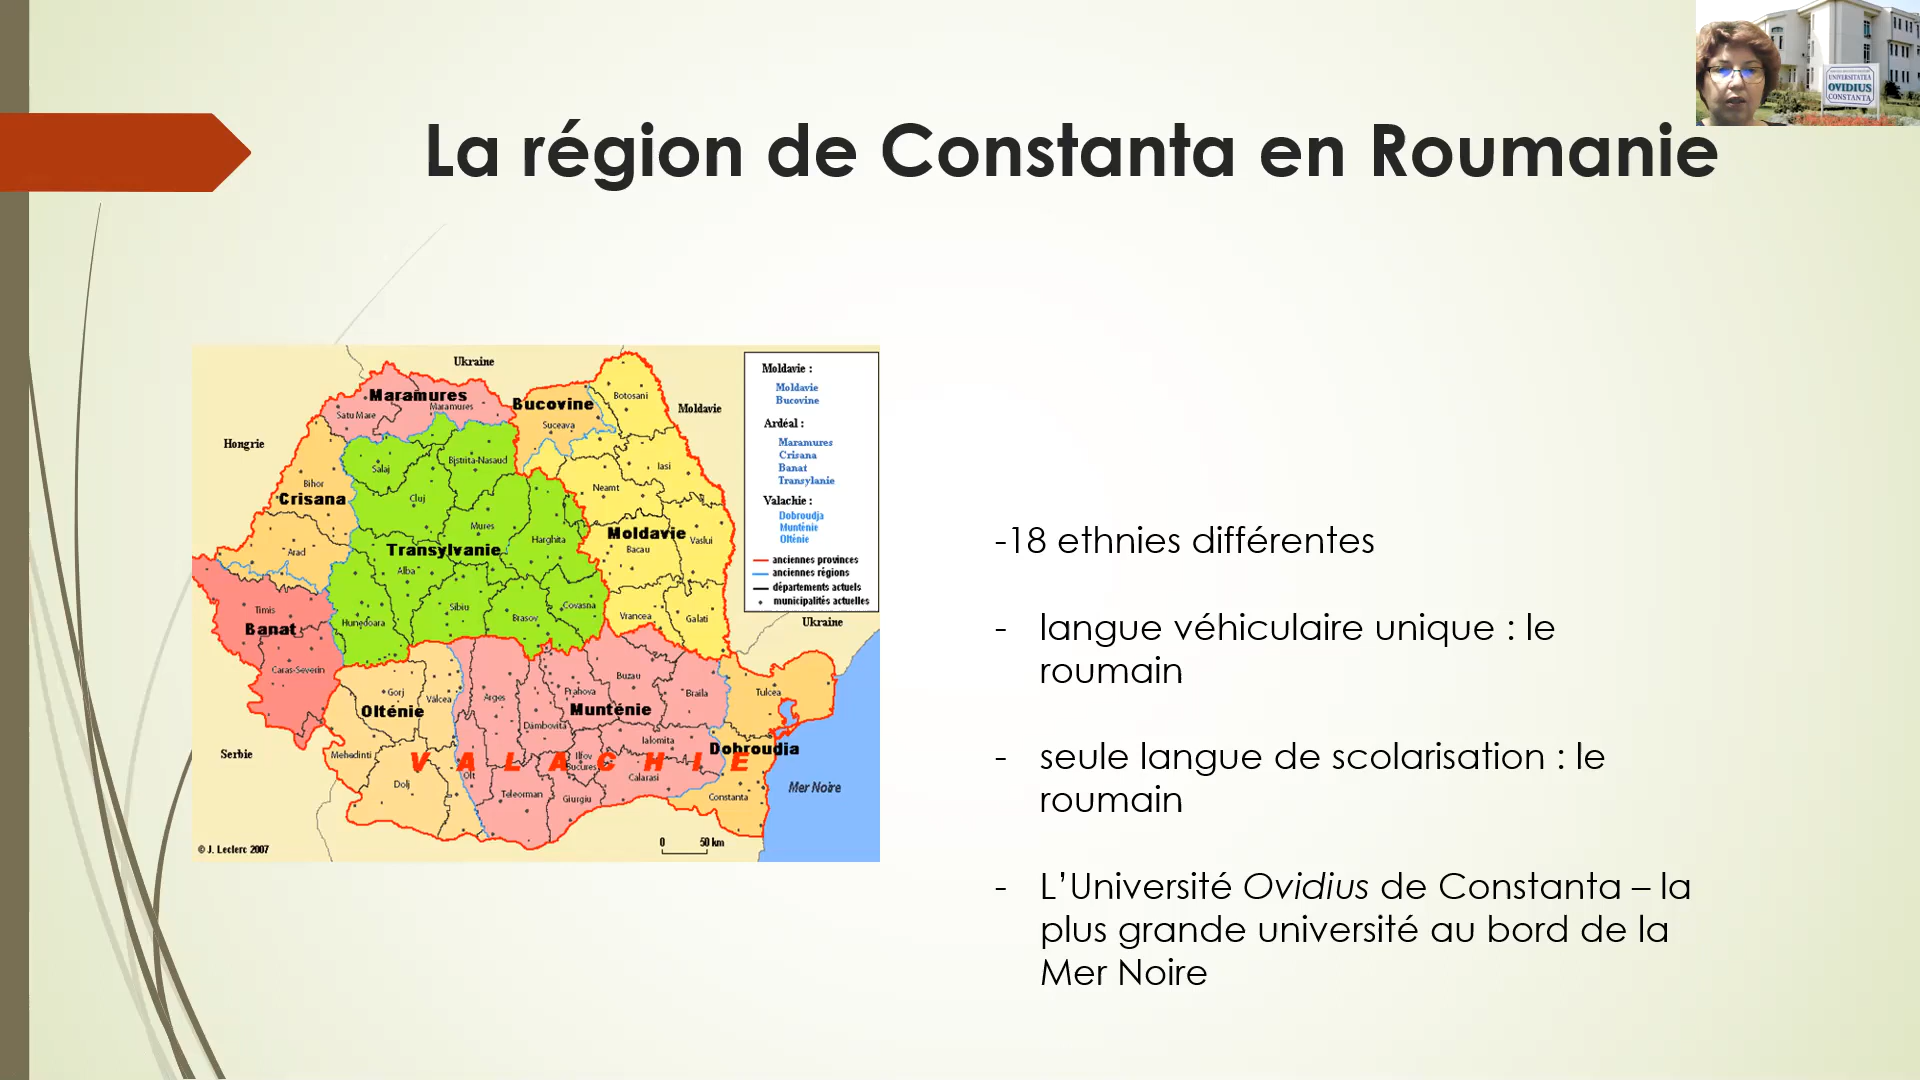 UNIVERSITATEA
OVIDIUS
CONSTANTA
La région de Constanta en Roumanie
Ukraine
Maramures
Maramures
Satu Mare
Bucovine
Suceava
Botosani
Moldavie
Hongrie
Salaj
Bistrita-Nasaud
Iasi
Bihor
Crisana
Cluj
Neamt
Mures
Harghita
Moldavie
Bacau
Vaslui
Arad
Transylvanie
Alba
Timis
Banat
Hunedoara
Sibiu
Brasov
Covasna
Vrancea
Galati
Ukraine
Caras-Severin
Gorj
Valcea
Arges
Prahova
Buzau
Braila
Tulcea
Olténie
Munténie
Dambovita
Ialomita
Dobroudja
Serbie
Mehedinti
VALACHIE
Ilfov
Bucures
Calarasi
Dolj
Olt
Teleorman
Giurgiu
Constanta
Mer Noire
0 50 km
© J. Leclerc 2007
Moldavie :
Moldavie
Bucovine
Ardéal :
Maramures
Crisana
Banat
Transylanie
Valachie :
Dobroudja
Munténie
Olténie
anciennes provinces
anciennes régions
départements actuels
municipalités actuelles
-18 ethnies différentes
- langue véhiculaire unique : le
roumain
- seule langue de scolarisation : le
roumain
- L’Université Ovidius de Constanta – la
plus grande université au bord de la
Mer Noire